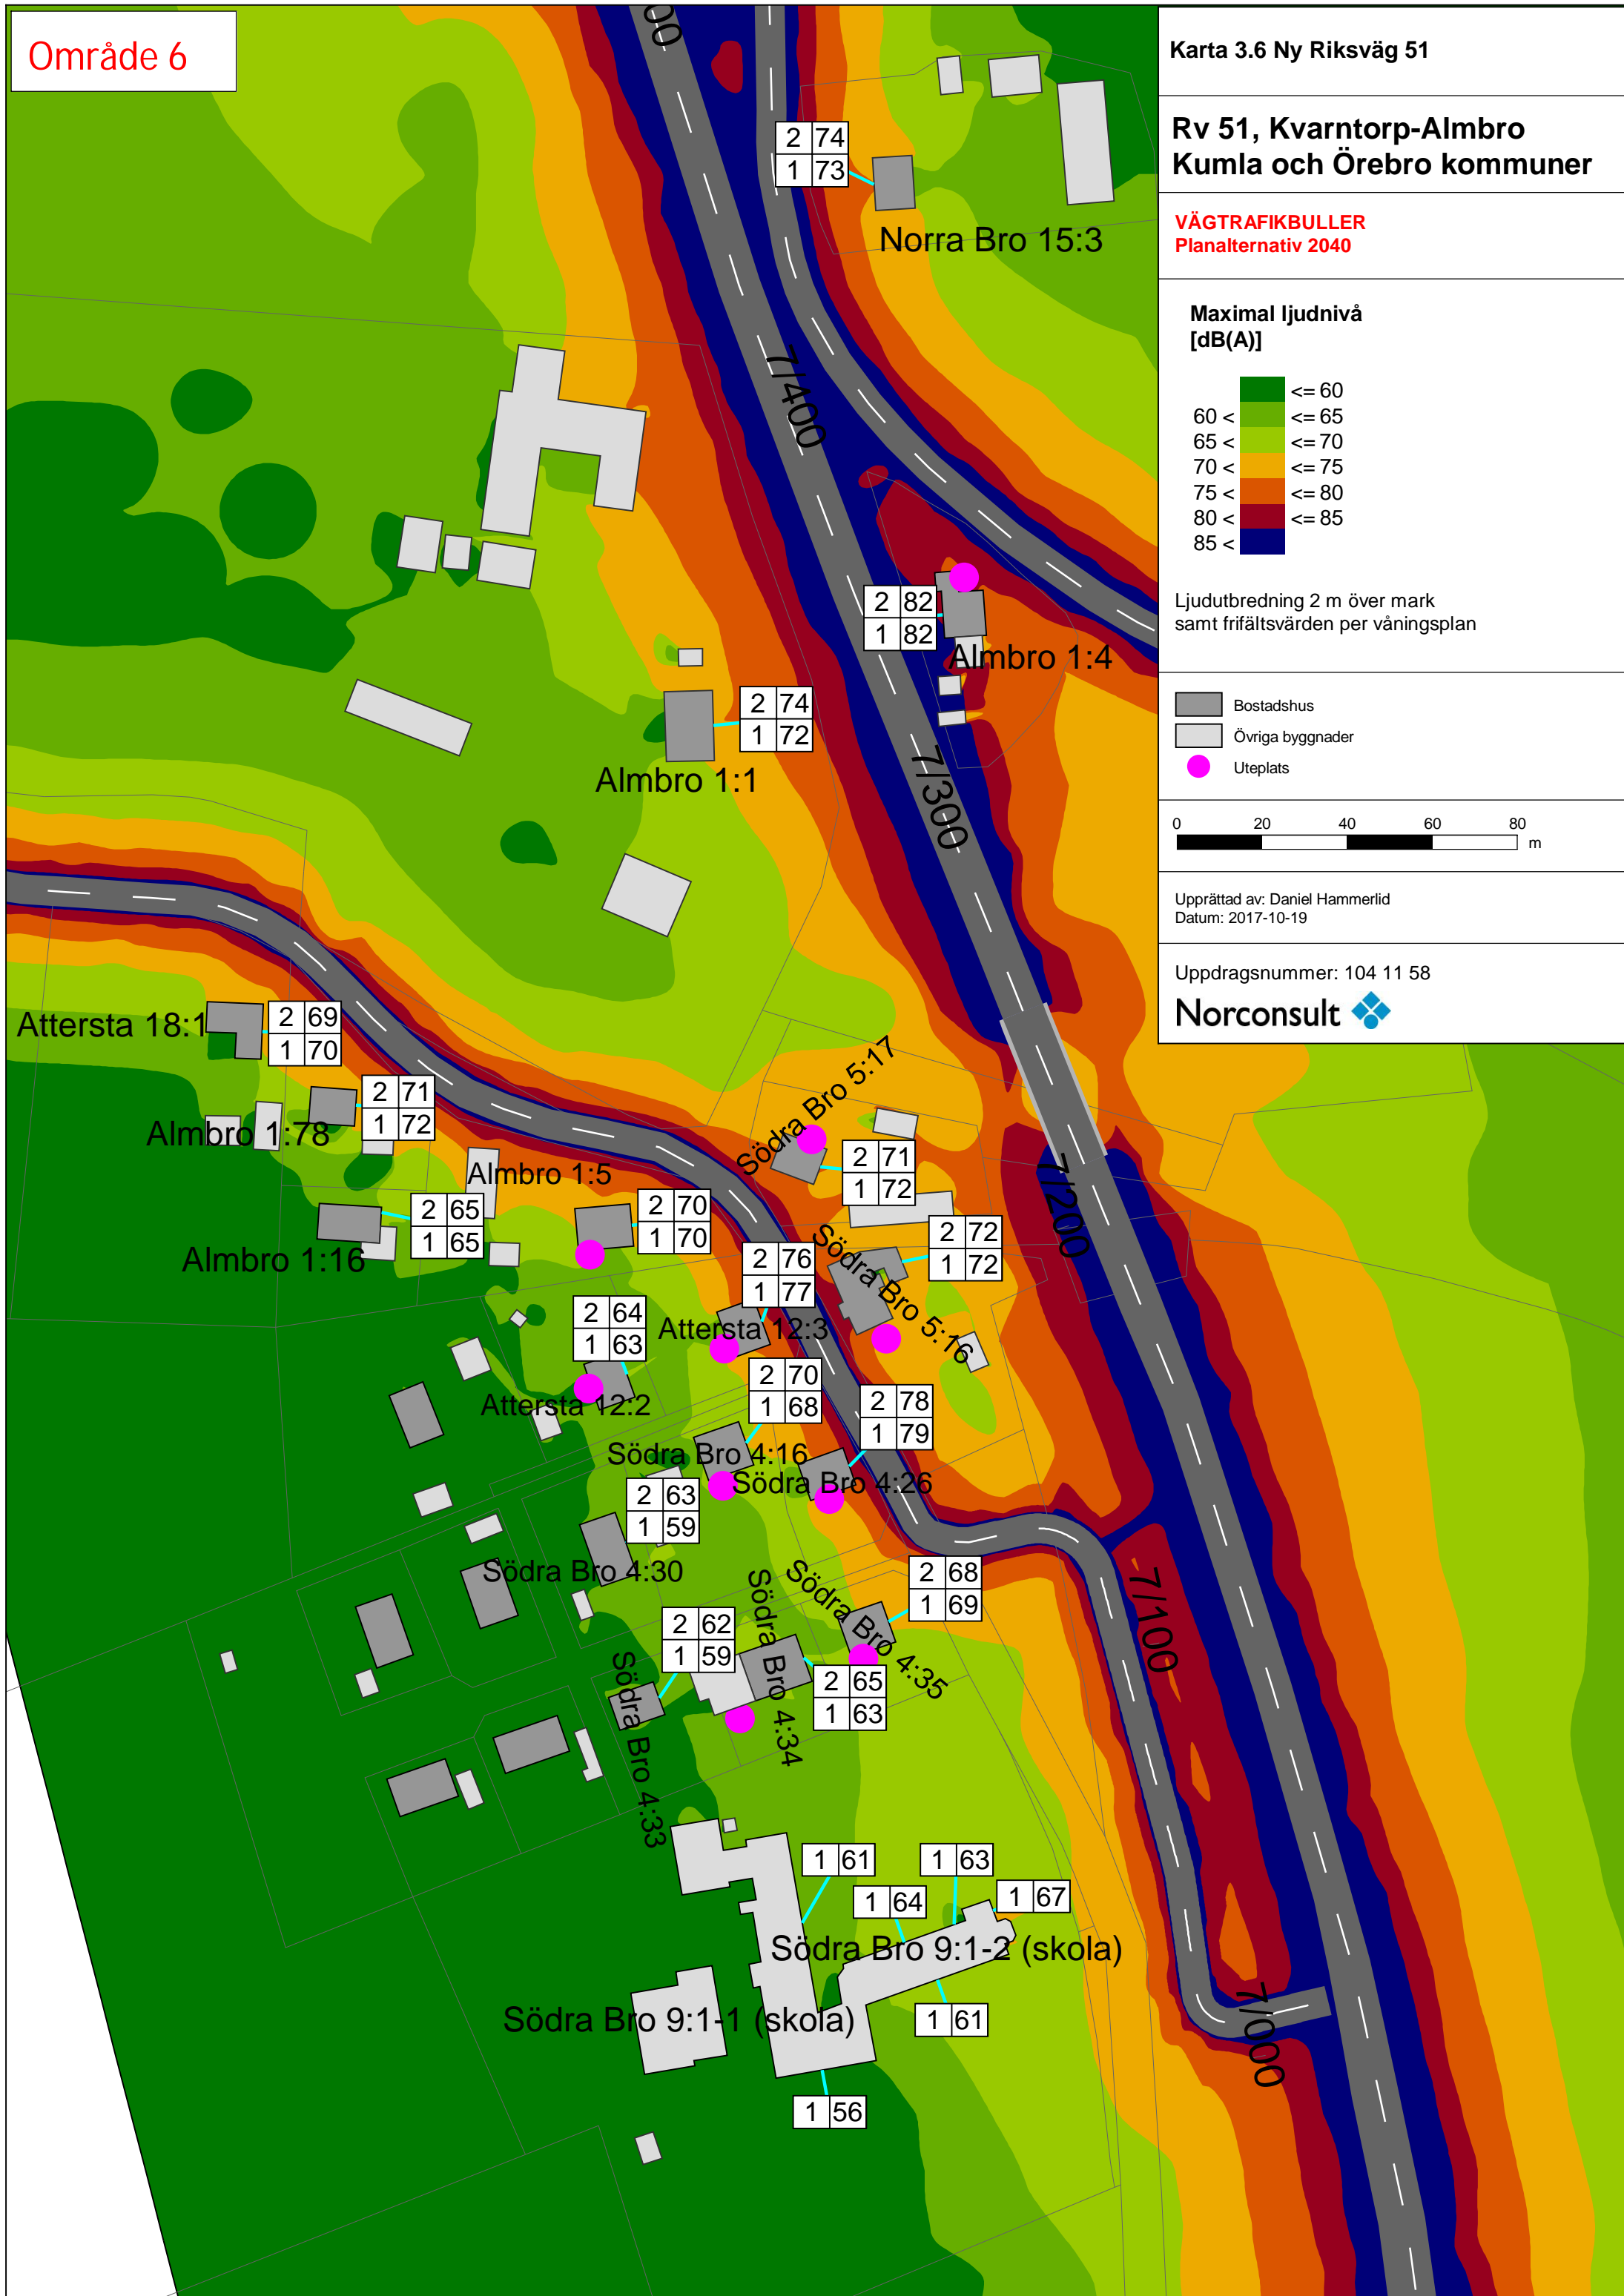 Område 6
Karta 3.6 Ny Riksväg 51
Rv 51, Kvarntorp-Almbro
Kumla och Örebro kommuner
VÄGTRAFIKBULLER
Planalternativ 2040
Maximal ljudnivå
[dB(A)]
<= 60
60 < <= 65
65 < <= 70
70 < <= 75
75 < <= 80
80 < <= 85
85 <
Ljudutbredning 2 m över mark
samt frifältsvärden per våningsplan
Bostadshus
Övriga byggnader
Uteplats
0 20 40 60 80
m
Upprättad av: Daniel Hammerlid
Datum: 2017-10-19
Uppdragsnummer: 104 11 58
Norconsult
00
2 74
1 73
Norra Bro 15:3
7/400
2 82
1 82
Almbro 1:4
2 74
1 72
Almbro 1:1
7/300
Attersta 18:1
2 69
1 70
2 71
1 72
Almbro 1:78
Södra Bro 5:17
2 71
1 72
Almbro 1:5
2 70
1 70
2 65
1 65
Almbro 1:16
7/200
2 72
1 72
Södra Bro 5:16
2 76
1 77
Attersta 12:3
2 64
1 63
Attersta 12:2
2 70
1 68
Södra Bro 4:16
2 78
1 79
Södra Bro 4:26
2 63
1 59
Södra Bro 4:30
2 68
1 69
Södra Bro 4:35
7/100
2 62
1 59
Södra Bro 4:33
Södra Bro 4:34
2 65
1 63
1 61
1 63
1 64
1 67
Södra Bro 9:1-2 (skola)
Södra Bro 9:1-1 (skola)
1 61
7/000
1 56